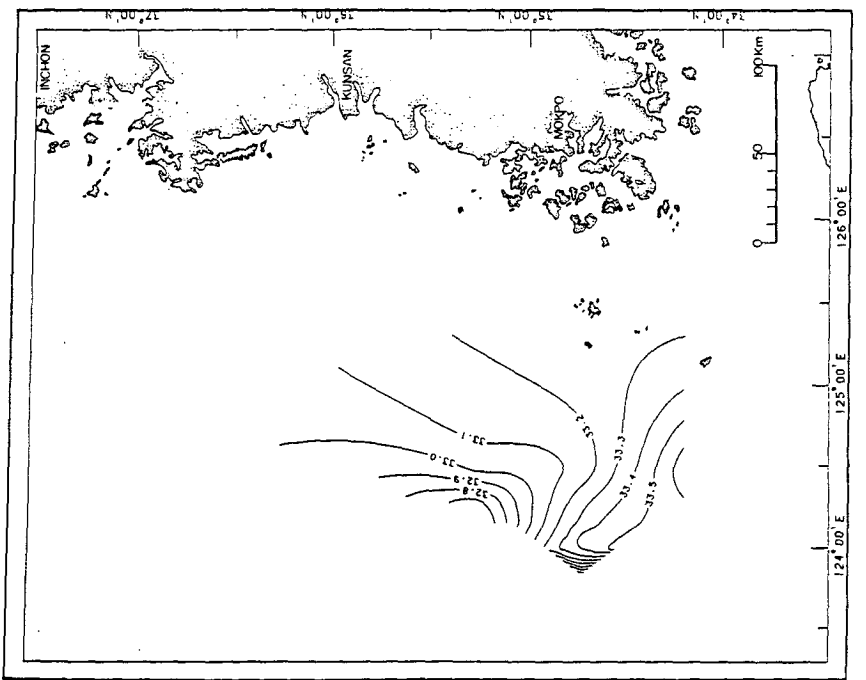 37°00' N
36°00' N
35°00' N
34°00' N
INCHON
KUNSAN
MOKPO
0 50 100Km
126°00' E
125°00' E
124°00' E
33.2
33.1
33.0
32.9
32.8
33.3
33.4
33.5